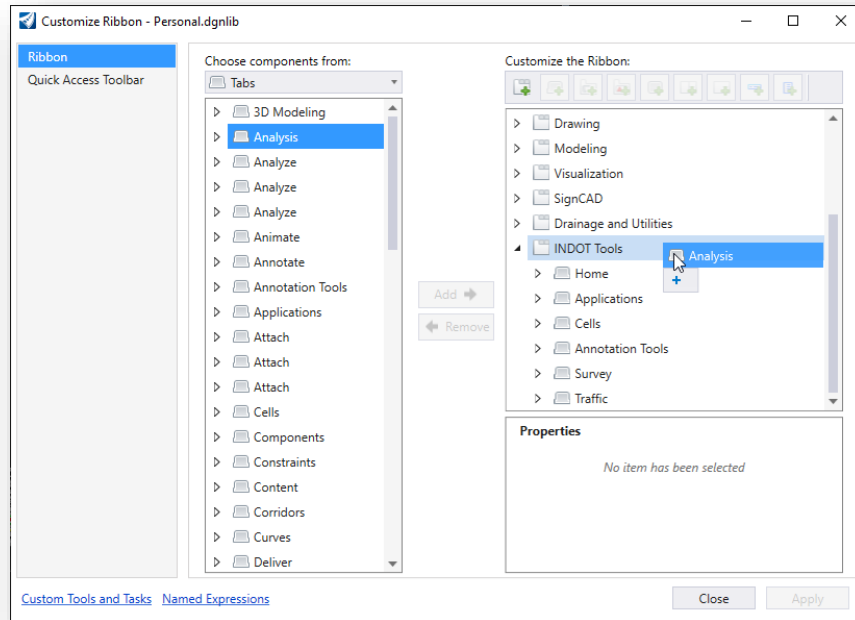 Customize Ribbon - Personal.dgnlib
Ribbon
Quick Access Toolbar
Choose components from:
Tabs
3D Modeling
Analysis
Analyze
Analyze
Analyze
Animate
Annotate
Annotation Tools
Applications
Attach
Attach
Attach
Cells
Components
Constraints
Content
Corridors
Curves
Deliver
Add
Remove
Customize the Ribbon:
Drawing
Modeling
Visualization
SignCAD
Drainage and Utilities
INDOT Tools
Analysis
Home
Applications
Cells
Annotation Tools
Survey
Traffic
Properties
No item has been selected
Custom Tools and Tasks Named Expressions
Close Apply